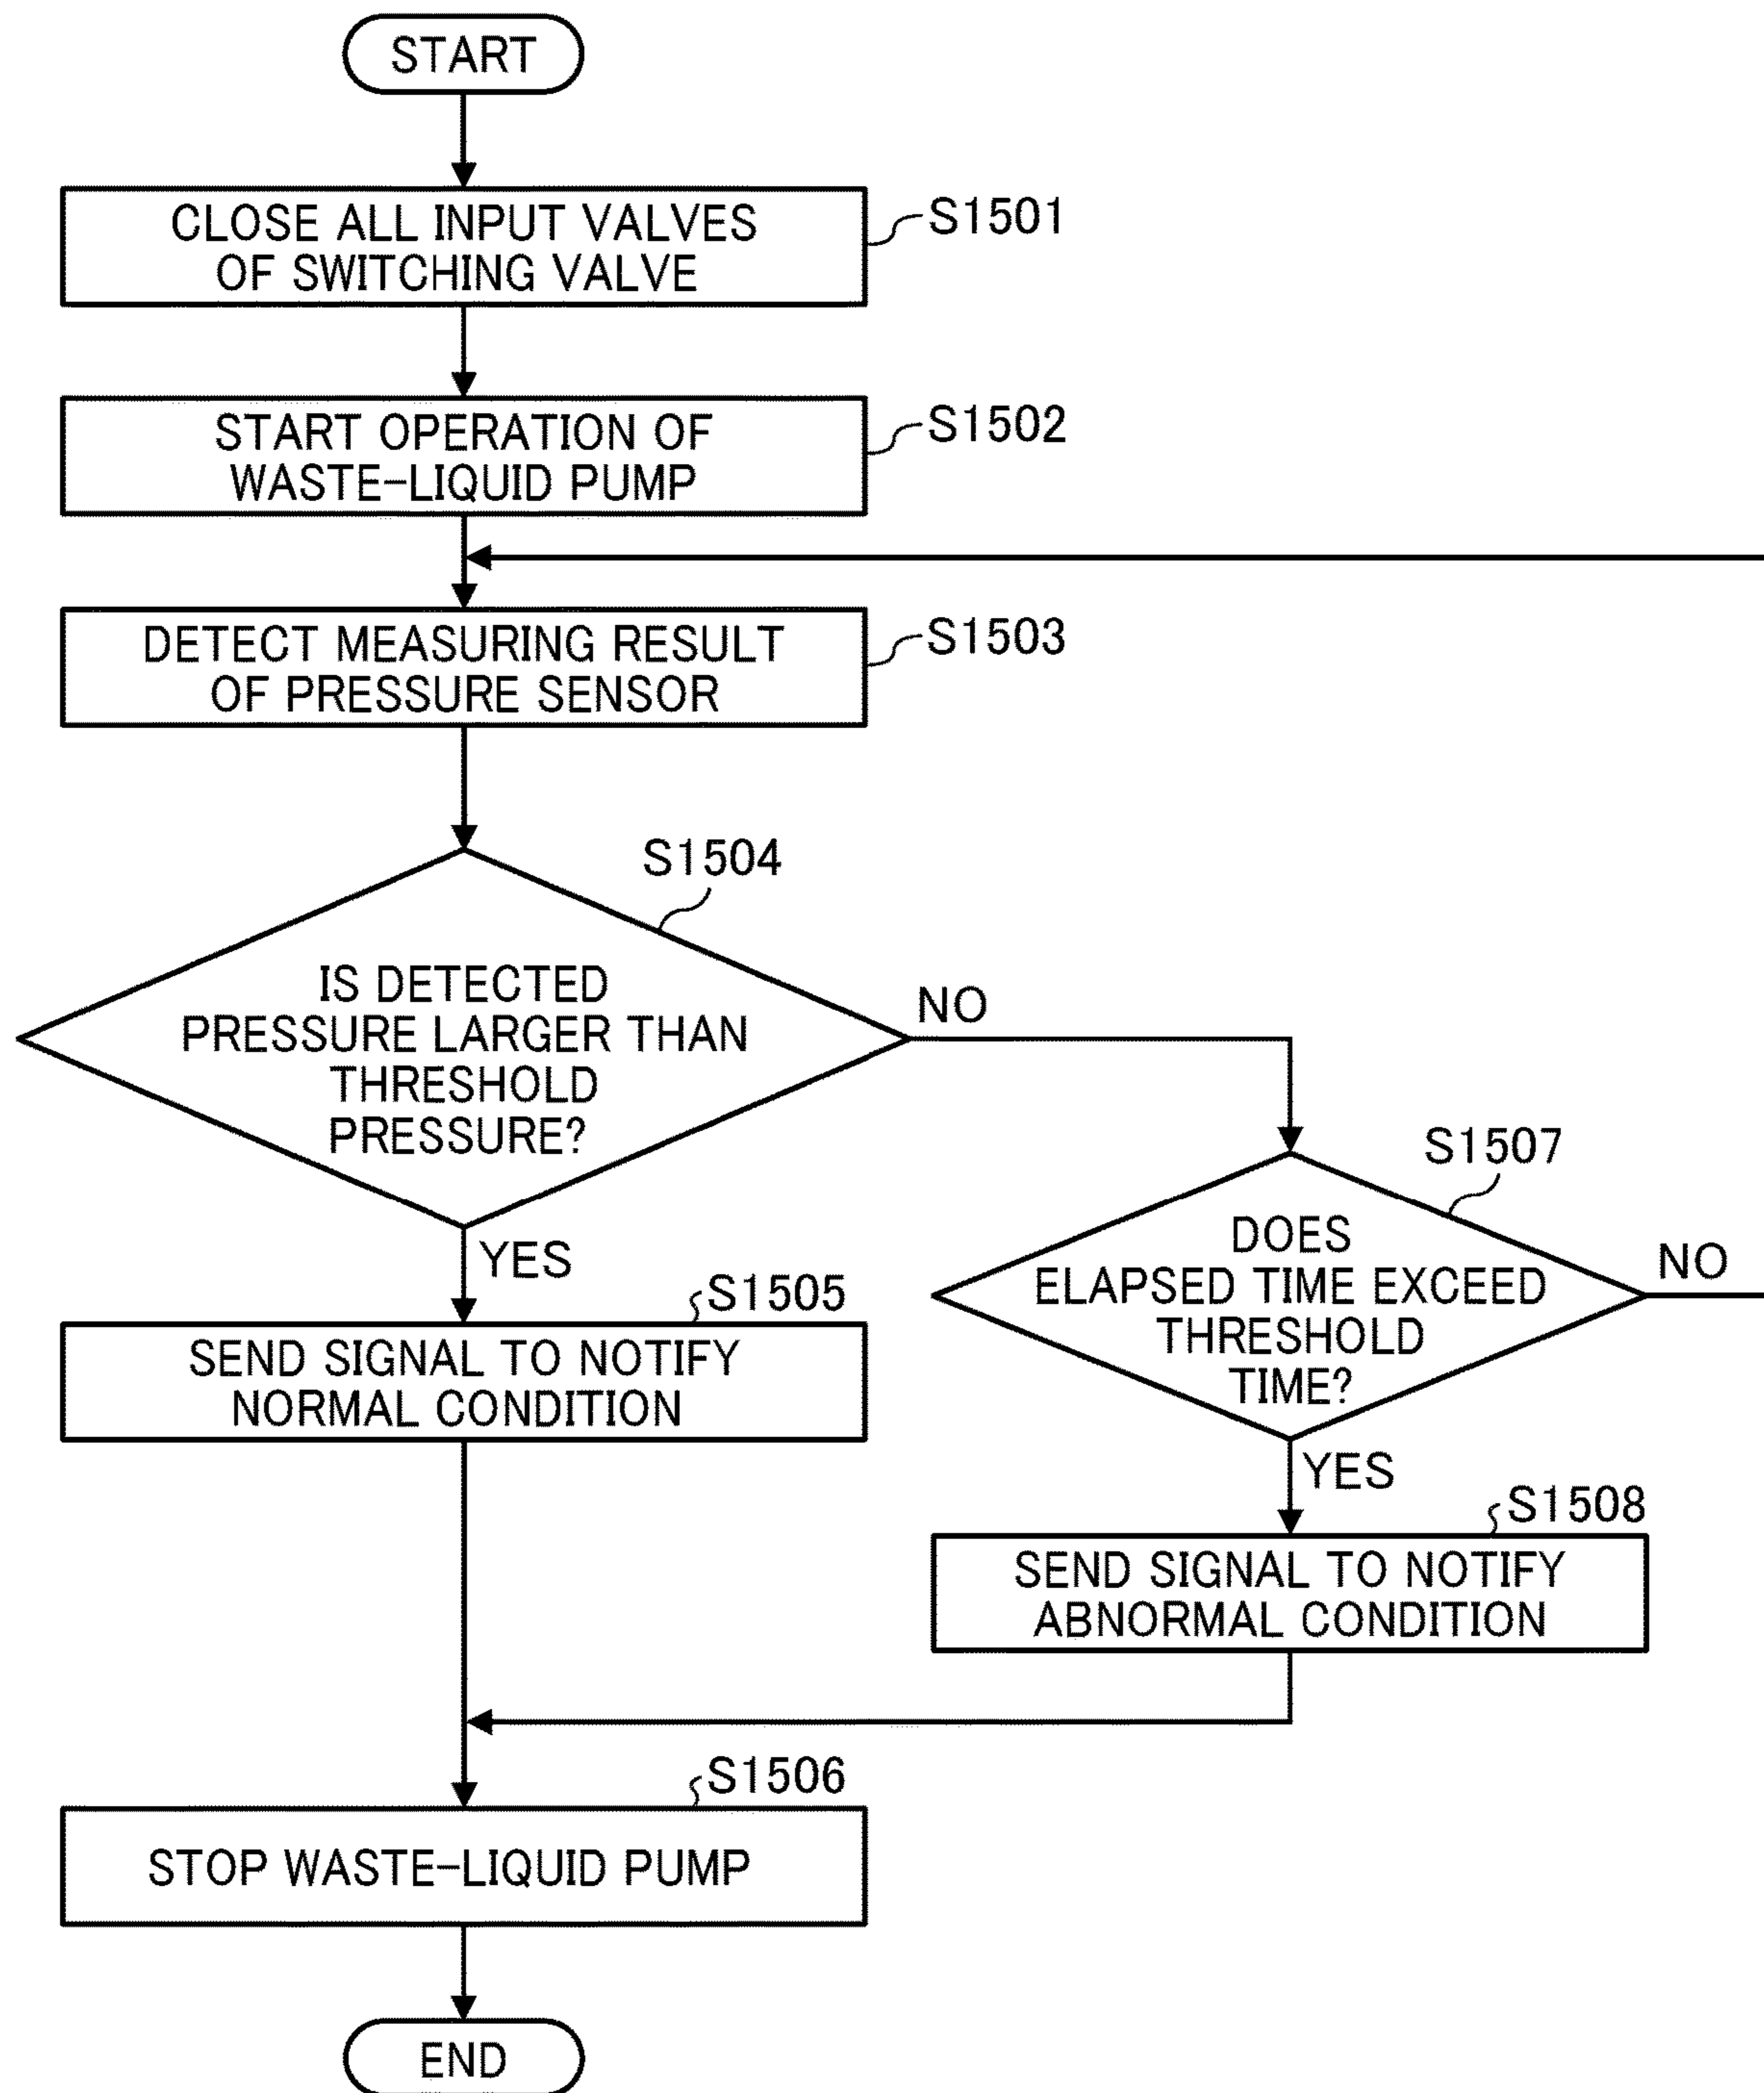 START
CLOSE ALL INPUT VALVES
OF SWITCHING VALVE
S1501
START OPERATION OF
WASTE-LIQUID PUMP
S1502
DETECT MEASURING RESULT
OF PRESSURE SENSOR
S1503
S1504
IS DETECTED
PRESSURE LARGER THAN
THRESHOLD
PRESSURE?
NO
YES
S1507
DOES
ELAPSED TIME EXCEED
THRESHOLD
TIME?
NO
YES
S1505
SEND SIGNAL TO NOTIFY
NORMAL CONDITION
S1508
SEND SIGNAL TO NOTIFY
ABNORMAL CONDITION
S1506
STOP WASTE-LIQUID PUMP
END